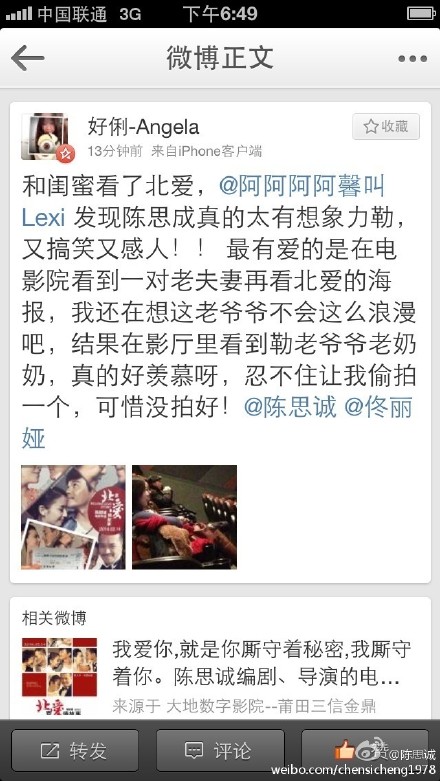 中国联通 3G 下午6:49
微博正文
好俐-Angela
收藏
13分钟前 来自iPhone客户端
和闺蜜看了北爱，@阿阿阿阿馨叫
Lexi 发现陈思成真的太有想象力勒，
又搞笑又感人！！ 最有爱的是在电
影院看到一对老夫妻再看北爱的海
报，我还在想这老爷爷不会这么浪漫
吧，结果在影厅里看到勒老爷爷老奶
奶，真的好羡慕呀，忍不住让我偷拍
一个，可惜没拍好！@陈思诚 @佟丽
娅
北爱
相关微博
我爱你,就是你厮守着秘密,我厮守
着你。陈思诚编剧、导演的电...
来源于 大地数字影院--莆田三信金鼎
北爱
转发 评论 赞
@陈思诚
weibo.com/chensicheng1978